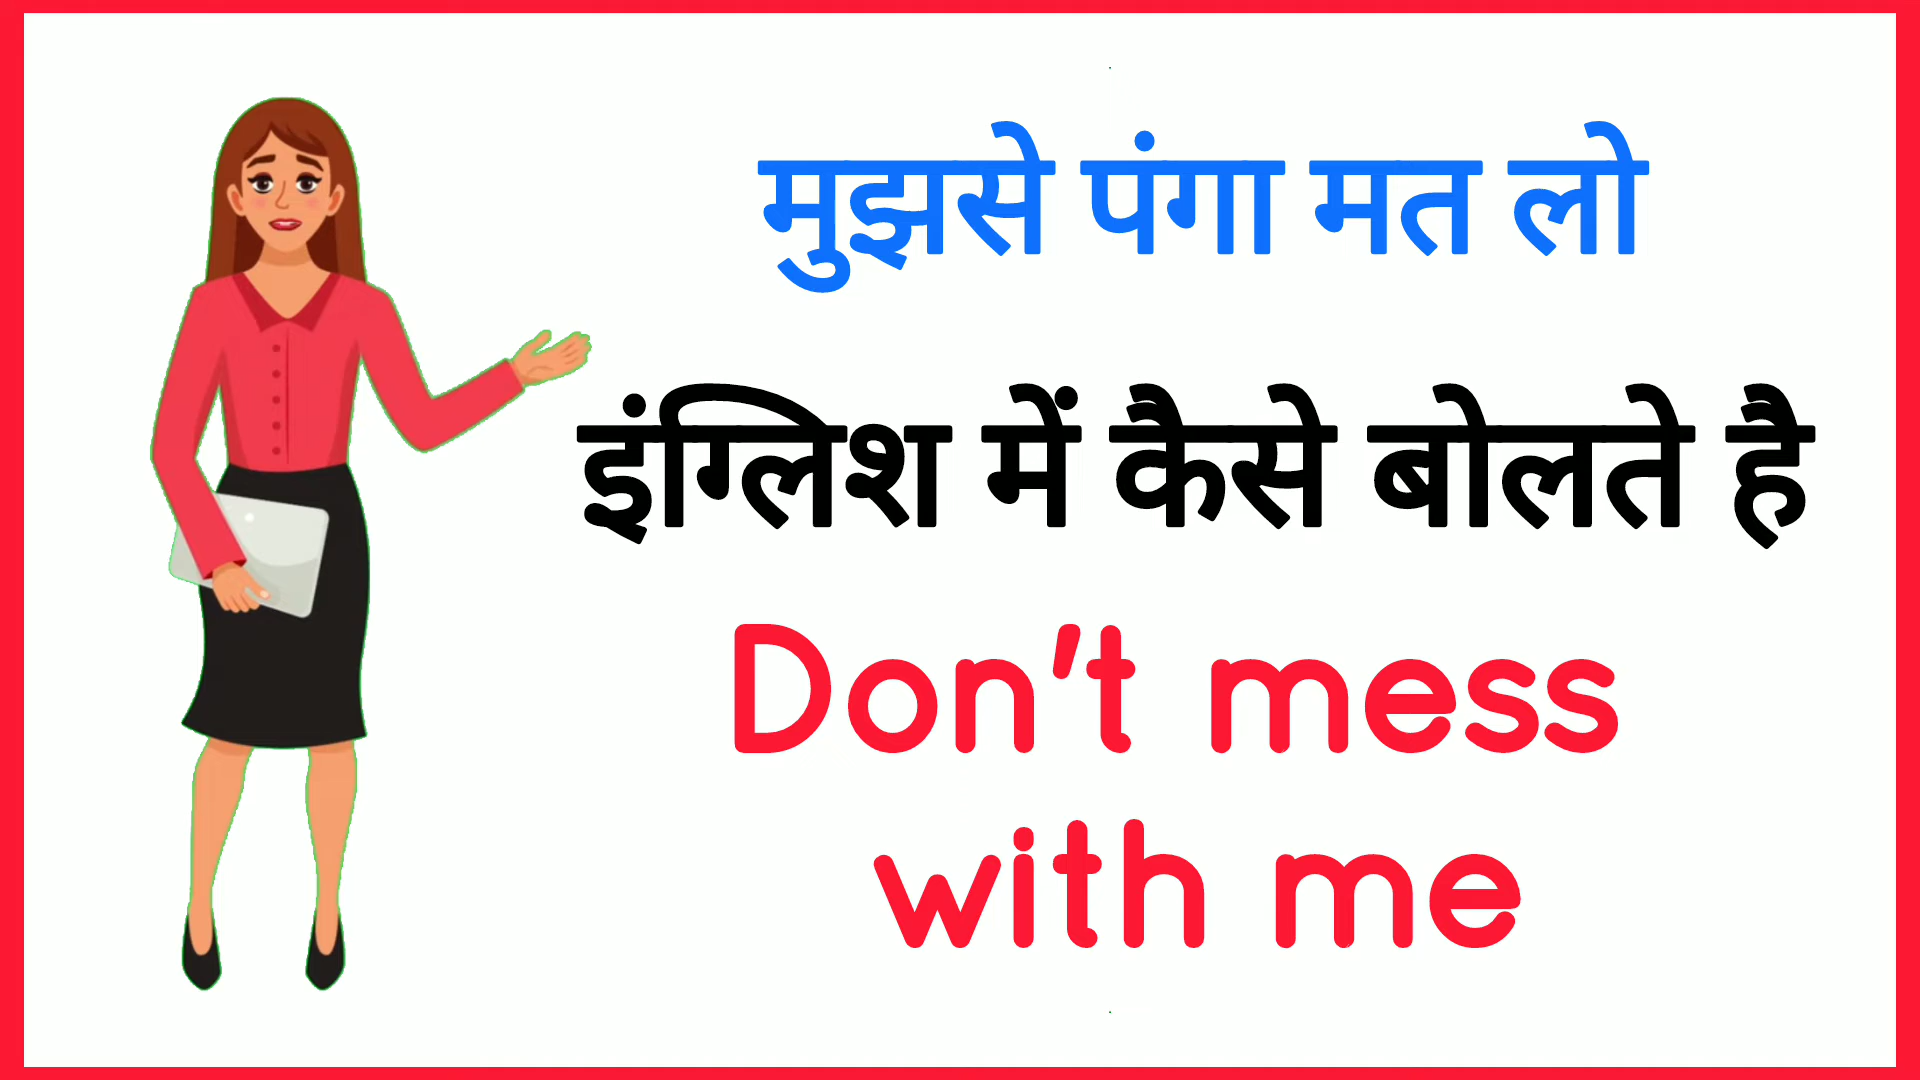 मुझसे पंगा मत लो
इंग्लिश में कैसे बोलते है
Don't mess
with me